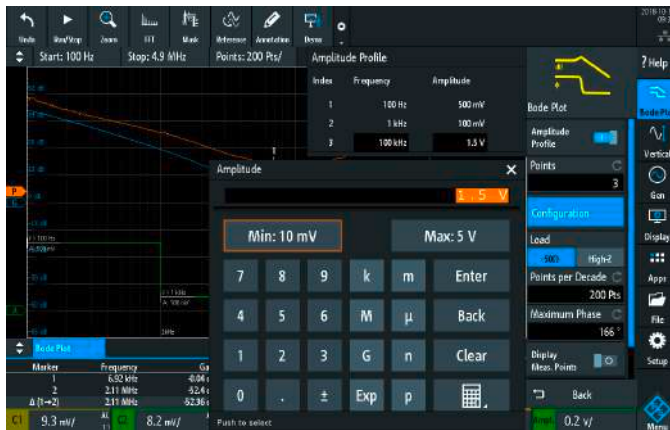 Undo Run/Stop Zoom FFT Mask Reference Annotation Demo
Start: 100 Hz Stop: 4.9 MHz Points: 200 Pts/
Amplitude Profile
Index Frequency Amplitude
1 100 Hz 500 mV
2 1 kHz 100 mV
3 100 kHz 1.5 V
Amplitude
1.5 V
Min: 10 mV Max: 5 V
7 8 9 k m Enter
4 5 6 M µ Back
1 2 3 G n Clear
0 . ± Exp p
Push to select
Bode Plot
Marker Frequency
1 6.92 kHz
2 2.11 MHz
Δ (1→2) 2.11 MHz
C1 9.3 mV/ 8.2 mV/ 0.2 V/
Bode Plot
Amplitude
Profile
Points
3
Configuration
Load
50Ω High-Z
Points per Decade
200 Pts
Maximum Phase
166 °
Display
Meas. Points
Back
? Help
Bode Plot
Vertical
Gen
Display
Apps
File
Setup
Menu